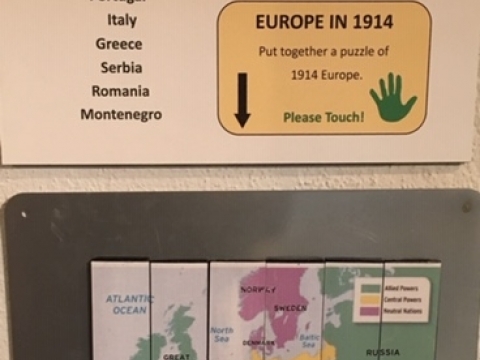 Portugal
Italy
Greece
Serbia
Romania
Montenegro
EUROPE IN 1914
Put together a puzzle of
1914 Europe.
Please Touch!
ATLANTIC
OCEAN
NORWAY
SWEDEN
North
Sea
DENMARK
Baltic
Sea
GREAT
RUSSIA
Allied Powers
Central Powers
Neutral Nations